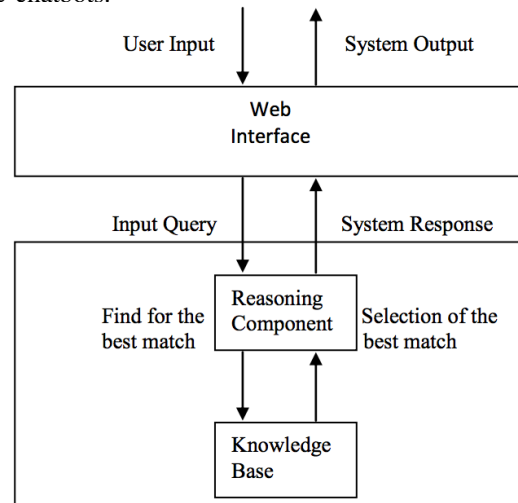 chatbots.
User Input
System Output
Web
Interface
Input Query
System Response
Reasoning
Component
Find for the
best match
Selection of the
best match
Knowledge
Base